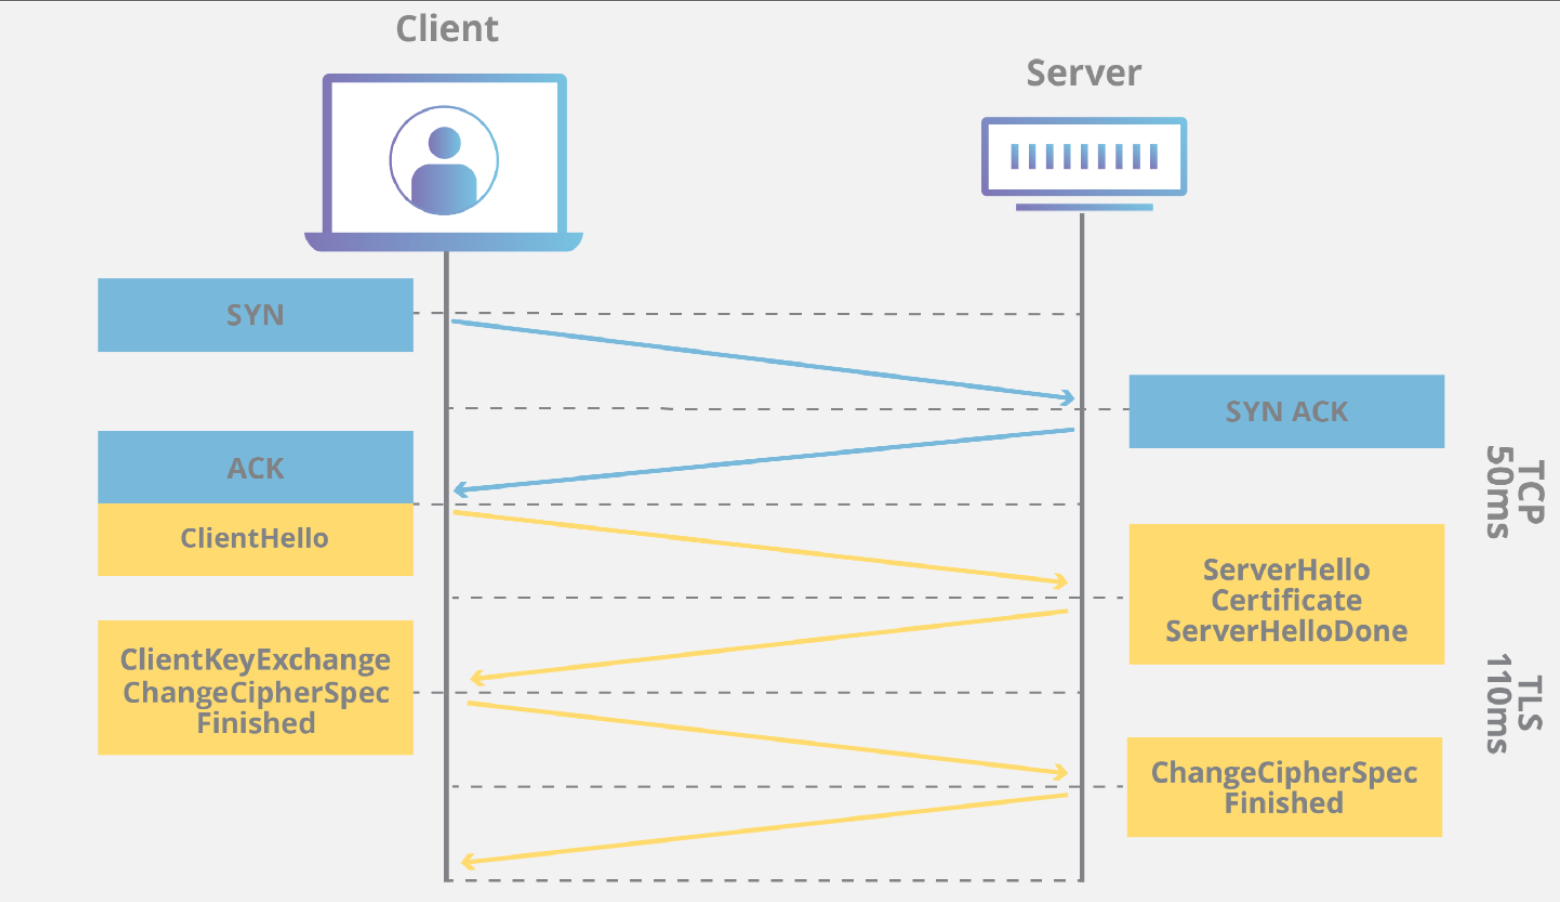 Client
Server
SYN
SYN ACK
ACK
ClientHello
TCP
50ms
ServerHello
Certificate
ServerHelloDone
ClientKeyExchange
ChangeCipherSpec
Finished
TLS
110ms
ChangeCipherSpec
Finished